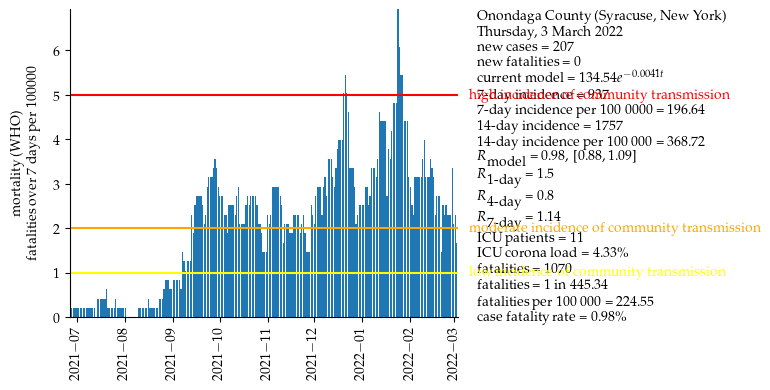 Onondaga County (Syracuse, New York)
Thursday, 3 March 2022
new cases = 207
new fatalities = 0
current model = 134.54e^{-0.0041t}
7-day incidence = 937
high incidence of community transmission
7-day incidence per 100 0000 = 196.64
14-day incidence = 1757
14-day incidence per 100 000 = 368.72
R_model = 0.98, [0.88, 1.09]
R_1-day = 1.5
R_4-day = 0.8
R_7-day = 1.14
moderate incidence of community transmission
ICU patients = 11
ICU corona load = 4.33%
fatalities = 1070
low incidence of community transmission
fatalities = 1 in 445.34
fatalities per 100 000 = 224.55
case fatality rate = 0.98%
mortality (WHO)
fatalities over 7 days per 100000
6
5
4
3
2
1
0
2021−07
2021−08
2021−09
2021−10
2021−11
2021−12
2022−01
2022−02
2022−03